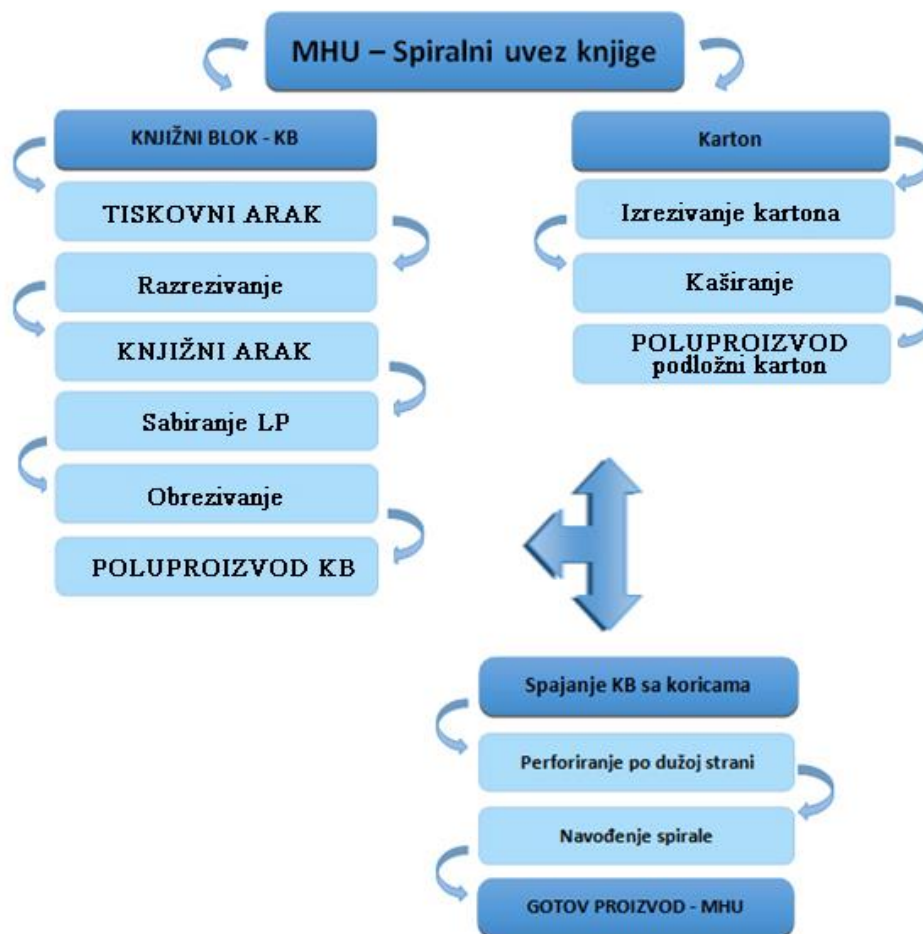 MHU – Spiralni uvez knjige
KNJIŽNI BLOK - KB
TISKOVNI ARAK
Razrezivanje
KNJIŽNI ARAK
Sabiranje LP
Obrezivanje
POLUPROIZVOD KB
Karton
Izrezivanje kartona
Kaširanje
POLUPROIZVOD
podložni karton
Spajanje KB sa koricama
Perforiranje po dužoj strani
Navođenje spirale
GOTOV PROIZVOD - MHU